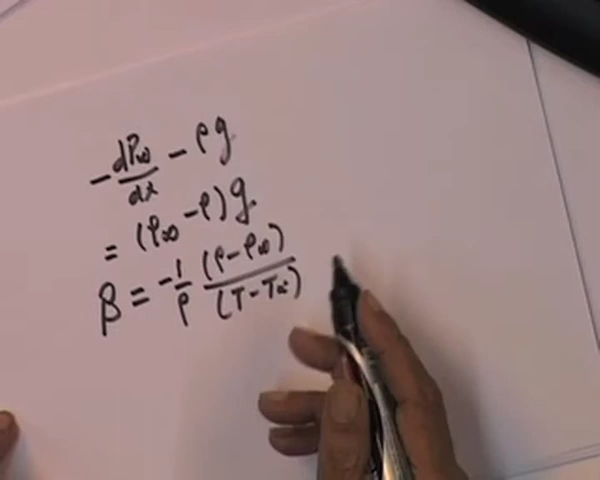 -dP∞/dx - ρg
= (ρ∞ - ρ)g.
β = -1/ρ (ρ-ρ∞)/(T-T∞)